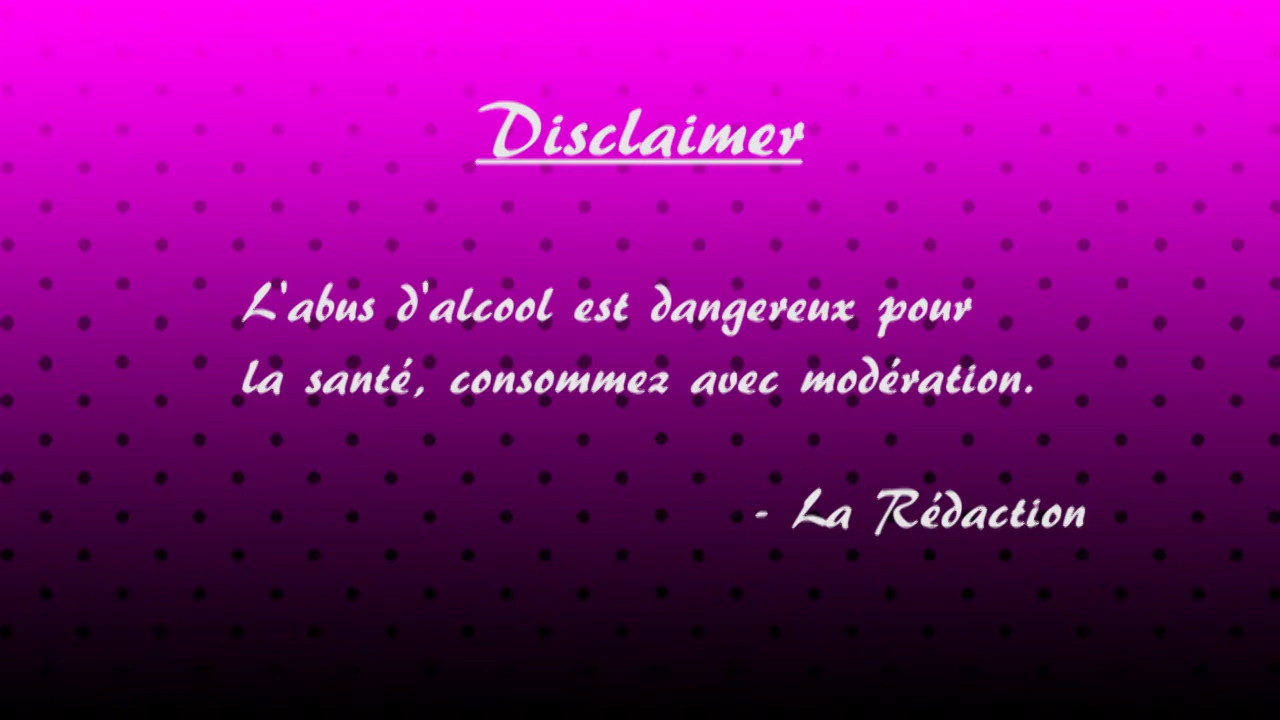 Disclaimer
L'abus d'alcool est dangereux pour
la santé, consommez avec modération.
- La Rédaction